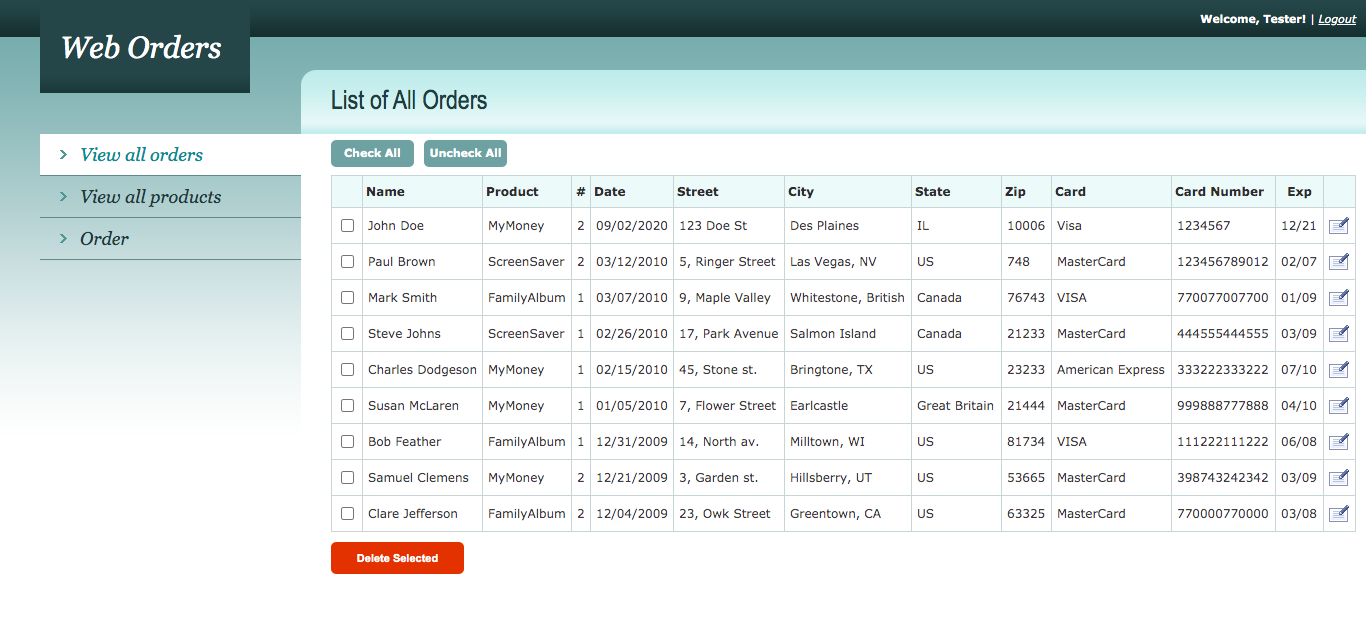 Welcome, Tester! | Logout
Web Orders
List of All Orders
View all orders
View all products
Order
Check All Uncheck All
Name Product # Date Street City State Zip Card Card Number Exp
John Doe MyMoney 2 09/02/2020 123 Doe St Des Plaines IL 10006 Visa 1234567 12/21
Paul Brown ScreenSaver 2 03/12/2010 5, Ringer Street Las Vegas, NV US 748 MasterCard 123456789012 02/07
Mark Smith FamilyAlbum 1 03/07/2010 9, Maple Valley Whitestone, British Canada 76743 VISA 770077007700 01/09
Steve Johns ScreenSaver 1 02/26/2010 17, Park Avenue Salmon Island Canada 21233 MasterCard 444555444555 03/09
Charles Dodgeson MyMoney 1 02/15/2010 45, Stone st. Bringtone, TX US 23233 American Express 333222333222 07/10
Susan McLaren MyMoney 1 01/05/2010 7, Flower Street Earlcastle Great Britain 21444 MasterCard 999888777888 04/10
Bob Feather FamilyAlbum 1 12/31/2009 14, North av. Milltown, WI US 81734 VISA 111222111222 06/08
Samuel Clemens MyMoney 2 12/21/2009 3, Garden st. Hillsberry, UT US 53665 MasterCard 398743242342 03/09
Clare Jefferson FamilyAlbum 2 12/04/2009 23, Owk Street Greentown, CA US 63325 MasterCard 770000770000 03/08
Delete Selected